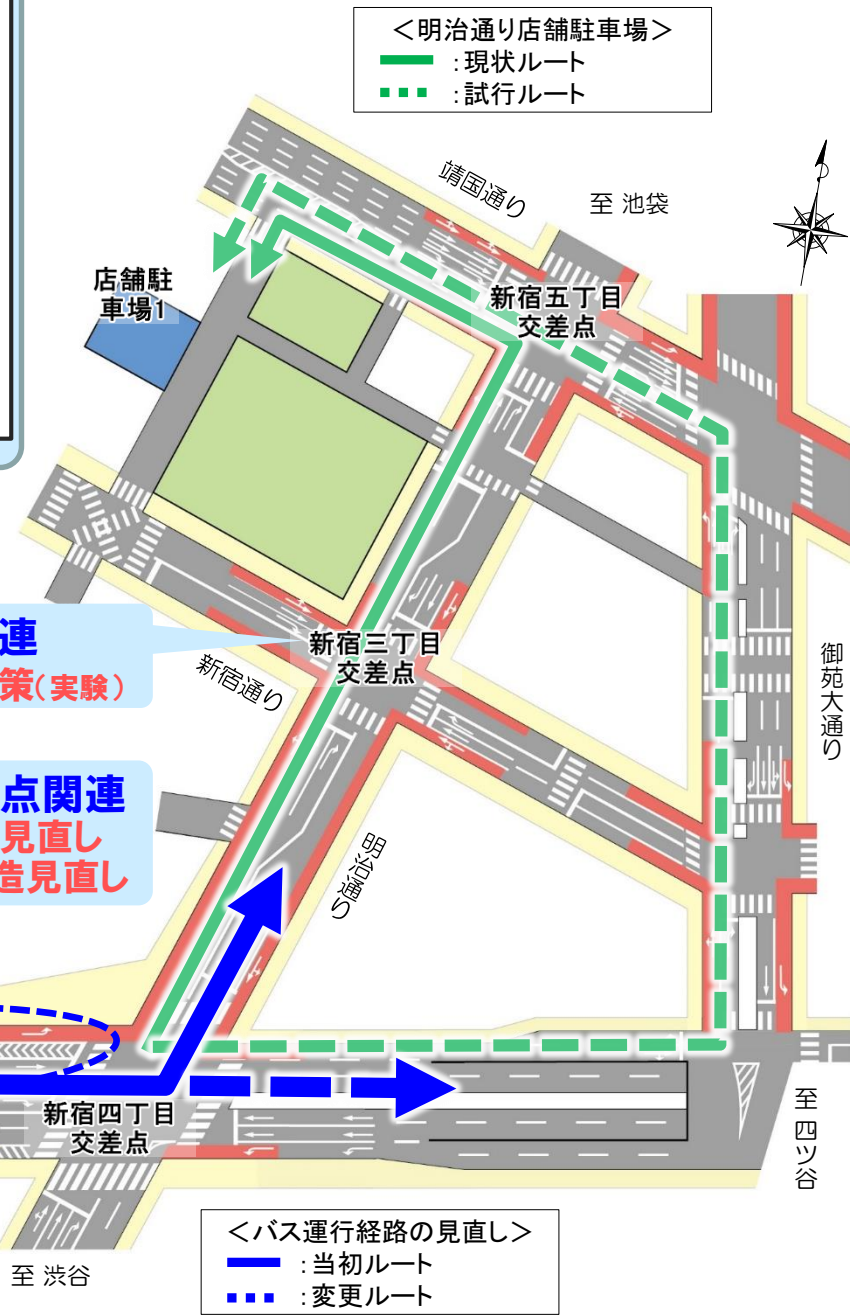 ＜明治通り店舗駐車場＞
：現状ルート
：試行ルート
靖国通り
至 池袋
店舗駐
車場1
新宿五丁目
交差点
連
策(実験)
新宿三丁目
交差点
新宿通り
御苑大通り
点関連
見直し
造見直し
明治通り
新宿四丁目
交差点
至 四ツ谷
＜バス運行経路の見直し＞
：当初ルート
：変更ルート
至 渋谷